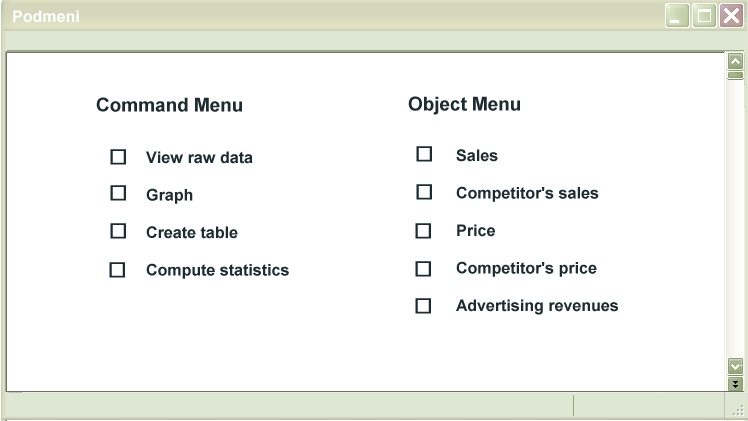 Podmeni
Command Menu
View raw data
Graph
Create table
Compute statistics
Object Menu
Sales
Competitor's sales
Price
Competitor's price
Advertising revenues